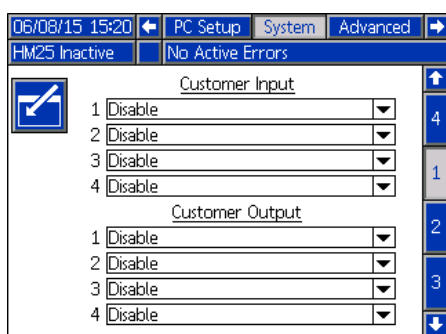 06/08/15 15:20 PC Setup System Advanced
HM25 Inactive No Active Errors
Customer Input
1 Disable
2 Disable
3 Disable
4 Disable
Customer Output
1 Disable
2 Disable
3 Disable
4 Disable
4
1
2
3